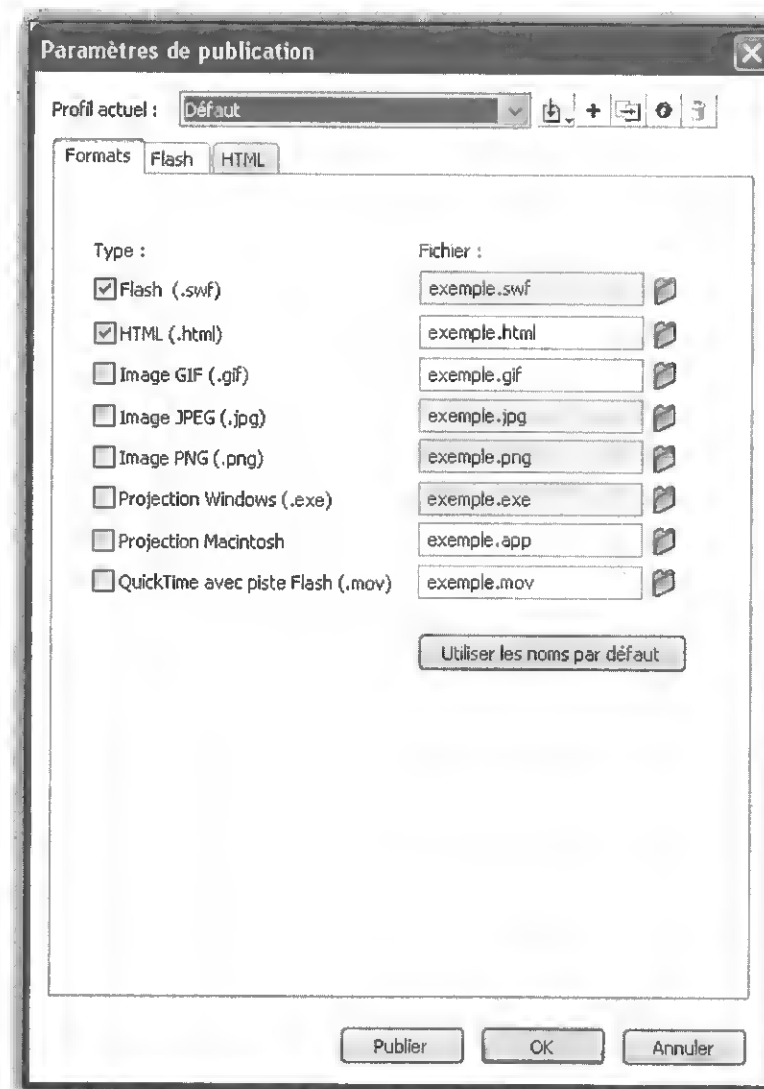 Paramètres de publication
Profil actuel : Défaut
Formats Flash HTML
Type : Fichier :
Flash (.swf) exemple.swf
HTML (.html) exemple.html
Image GIF (.gif) exemple.gif
Image JPEG (.jpg) exemple.jpg
Image PNG (.png) exemple.png
Projection Windows (.exe) exemple.exe
Projection Macintosh exemple.app
QuickTime avec piste Flash (.mov) exemple.mov
Utiliser les noms par défaut
Publier OK Annuler